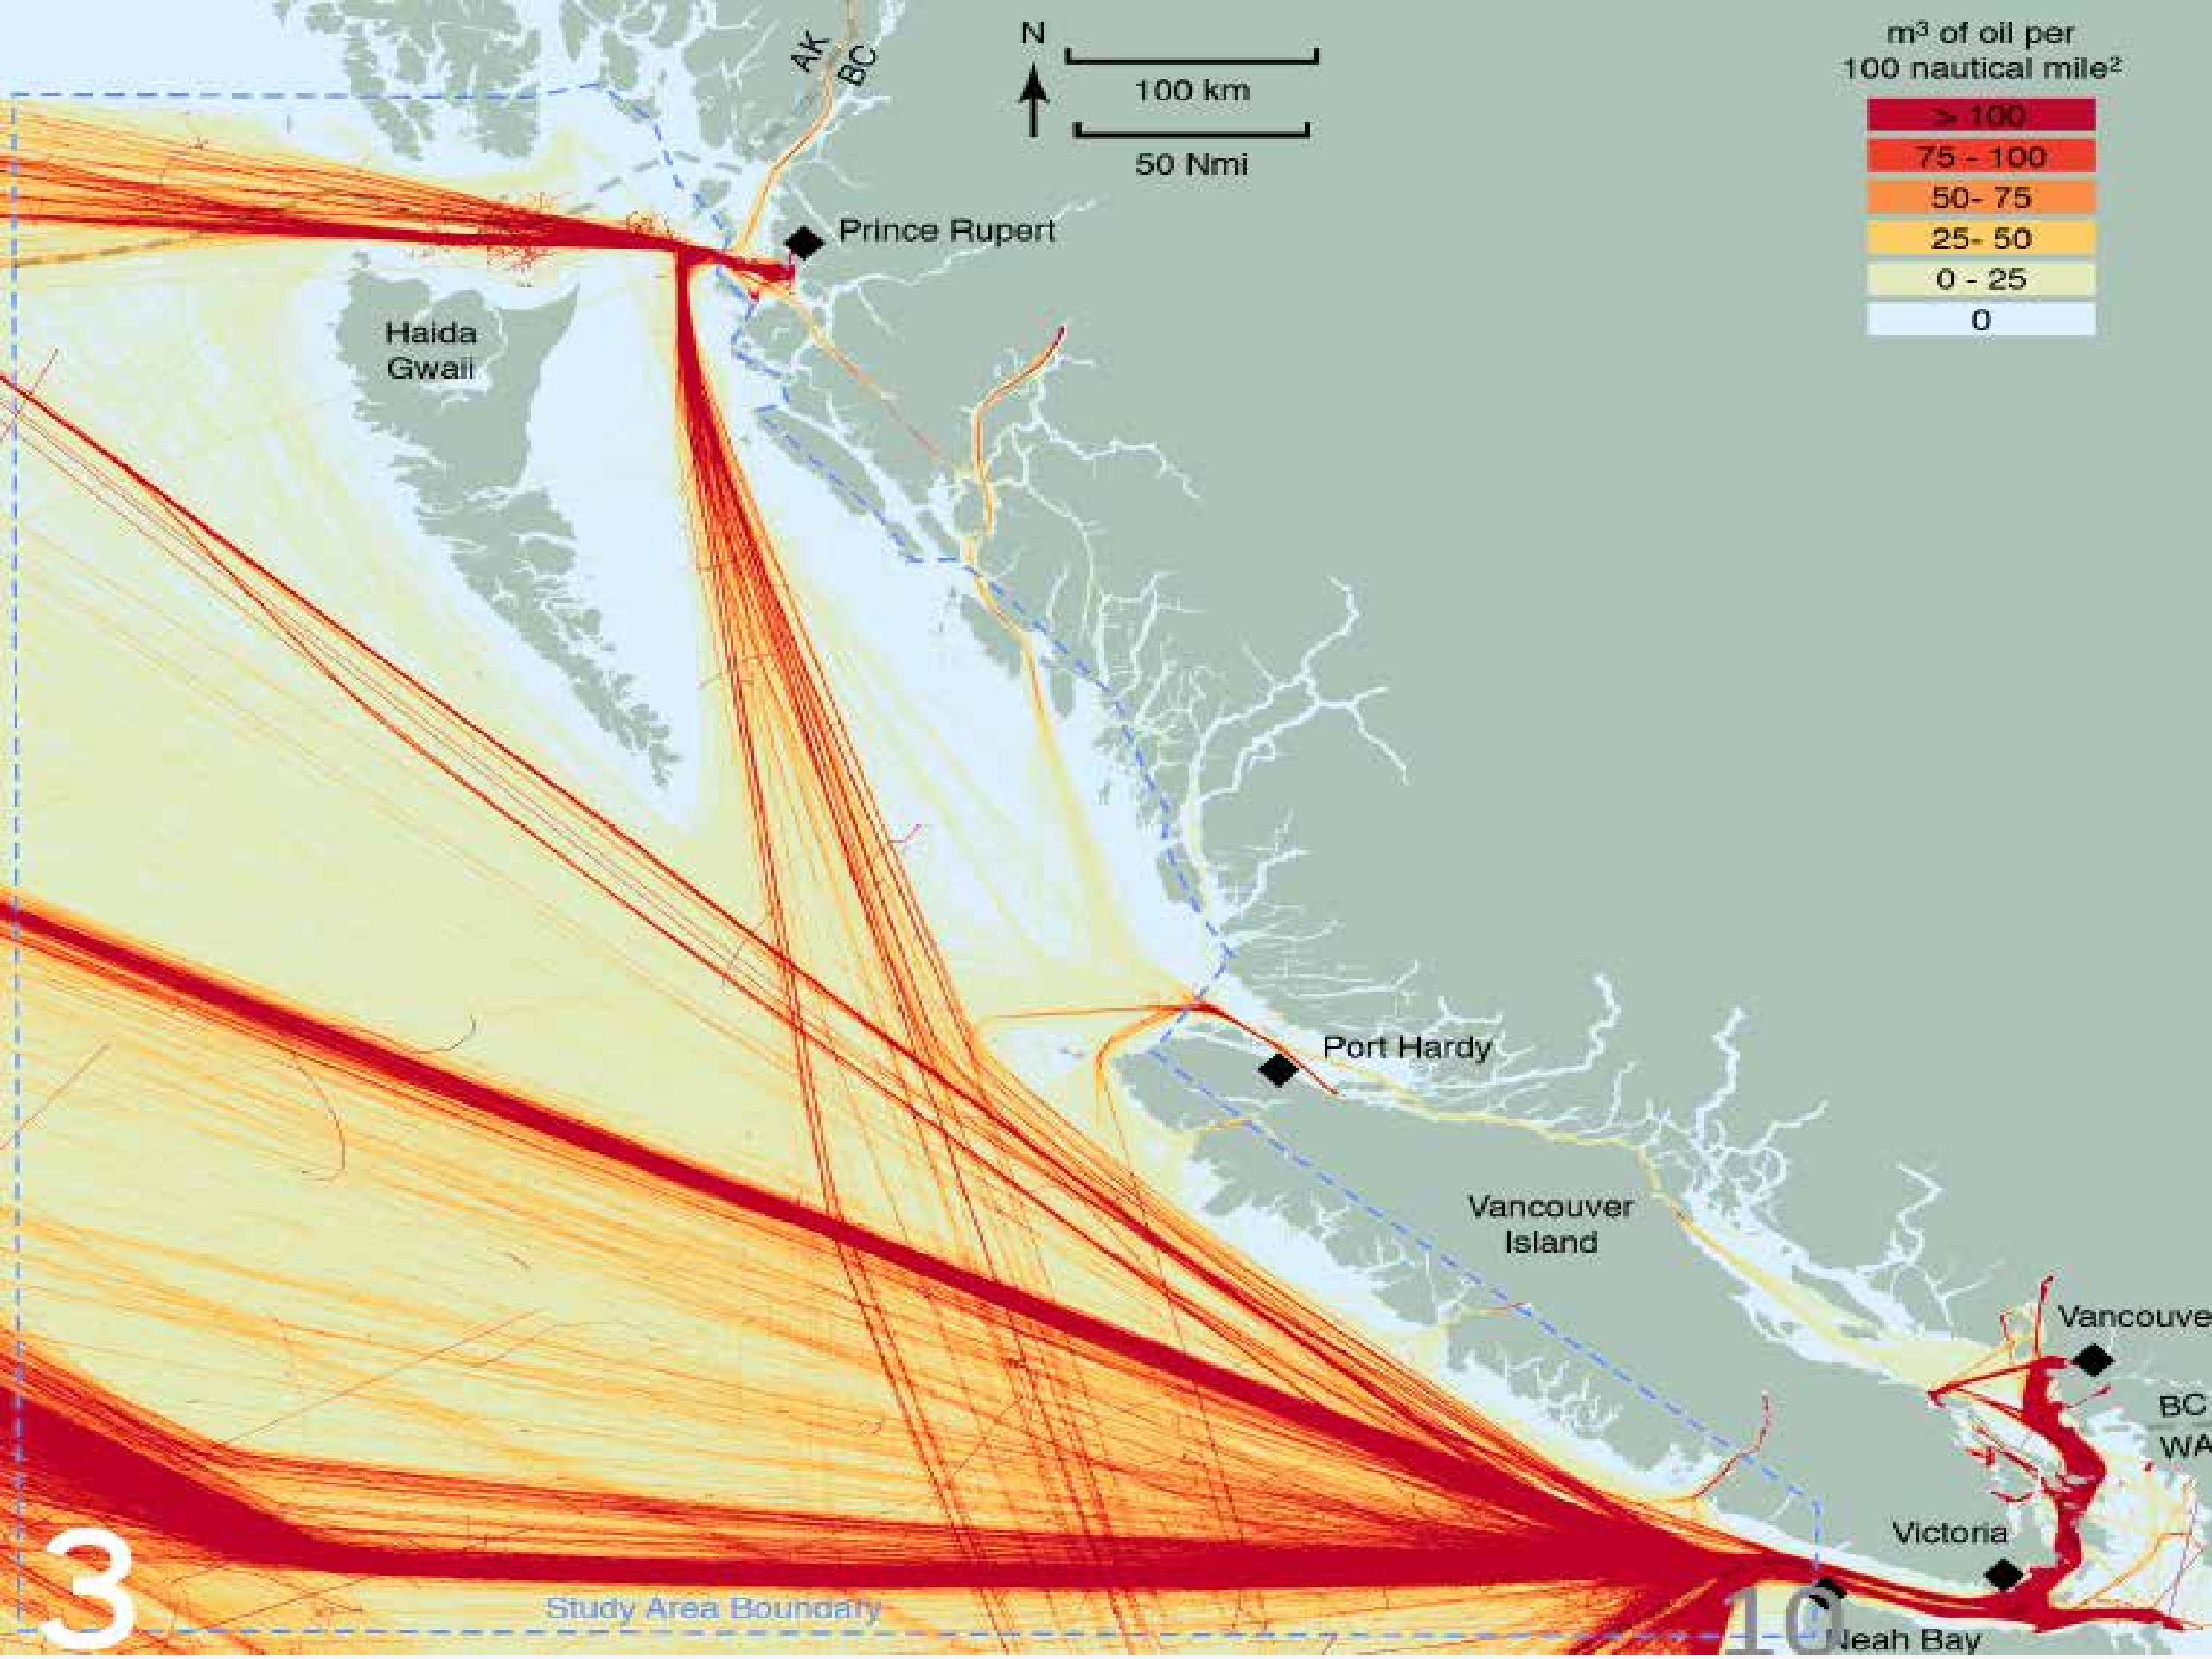 AK
BC
N
100 km
50 Nmi
m³ of oil per
100 nautical mile²
> 100
75 - 100
50- 75
25- 50
0 - 25
0
Prince Rupert
Haida
Gwaii
Port Hardy
Vancouver
Island
Vancouve
BC
WA
Victoria
3
Study Area Boundary
10
Neah Bay